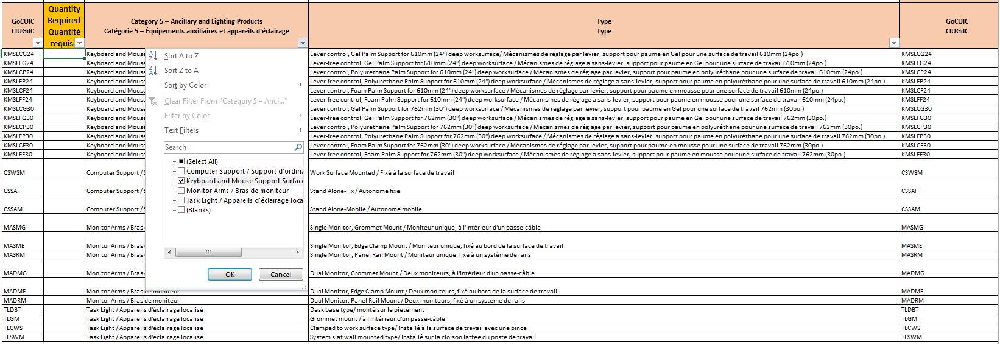 GoCUIC
CIUGdC
Quantity
Required
Quantité
requise
Category 5 – Ancillary and Lighting Products
Catégorie 5 – Équipements auxiliaires et appareils d’éclairage
Type
Type
GoCUIC
CIUGdC
KMSLCG24 Keyboard and Mouse Lever control, Gel Palm Support for 610mm (24") deep worksurface/ Mécanismes de réglage par levier, support pour paume en Gel pour une surface de travail 610mm (24po.) KMSLCG24
KMSLFG24 Keyboard and Mouse Lever-free control, Gel Palm Support for 610mm (24") deep worksurface / Mécanismes de réglage a sans-levier, support pour paume en Gel pour une surface de travail 610mm (24po.) KMSLFG24
KMSLCP24 Keyboard and Mouse Lever control, Polyurethane Palm Support for 610mm (24") deep worksurface / Mécanismes de réglage par levier, support pour paume en polyuréthane pour une surface de travail 610mm (24po.) KMSLCP24
KMSLFP24 Keyboard and Mouse Lever-free control, Polyurethane Palm Support for 610mm (24") deep worksurface / Mécanismes de réglage a sans-levier, support pour paume en polyuréthane pour une surface de travail 610mm (24po.) KMSLFP24
KMSLCF24 Keyboard and Mouse Lever control, Foam Palm Support for 610mm (24") deep worksurface / Mécanismes de réglage par levier, support pour paume en mousse pour une surface de travail 610mm (24po.) KMSLCF24
KMSLFF24 Keyboard and Mouse Lever-free control, Foam Palm Support for 610mm (24") deep worksurface / Mécanismes de réglage a sans-levier, support pour paume en mousse pour une surface de travail 610mm (24po.) KMSLFF24
KMSLCG30 Keyboard and Mouse Lever control, Gel Palm Support for 762mm (30") deep worksurface / Mécanismes de réglage par levier, support pour paume en Gel pour une surface de travail 762mm (30po.) KMSLCG30
KMSLFG30 Keyboard and Mouse Lever-free control, Gel Palm Support for 762mm (30") deep worksurface / Mécanismes de réglage a sans-levier, support pour paume en Gel pour une surface de travail 762mm (30po.) KMSLFG30
KMSLCP30 Keyboard and Mouse Lever control, Polyurethane Palm Support for 762mm (30") deep worksurface / Mécanismes de réglage par levier, support pour paume en polyuréthane pour une surface de travail 762mm (30po.) KMSLCP30
KMSLFP30 Keyboard and Mouse Lever-free control, Polyurethane Palm Support for 762mm (30") deep worksurface / Mécanismes de réglage a sans-levier, support pour paume en polyuréthane pour une surface de travail 762mm (30po.) KMSLFP30
KMSLCF30 Keyboard and Mouse Lever control, Foam Palm Support for 762mm (30") deep worksurface / Mécanismes de réglage par levier, support pour paume en mousse pour une surface de travail 762mm (30po.) KMSLCF30
KMSLFF30 Keyboard and Mouse Lever-free control, Foam Palm Support for 762mm (30") deep worksurface / Mécanismes de réglage a sans-levier, support pour paume en mousse pour une surface de travail 762mm (30po.) KMSLFF30
CSWSM Computer Support / Work Surface Mounted / Fixé à la surface de travail CSWSM
CSSAF Computer Support / Stand Alone-Fix / Autonome fixe CSSAF
CSSAM Computer Support / Stand Alone-Mobile / Autonome mobile CSSAM
MASMG Monitor Arms / Bras Single Monitor, Grommet Mount / Moniteur unique, à l'intérieur d'un passe-câble MASMG
MASME Monitor Arms / Bras Single Monitor, Edge Clamp Mount / Moniteur unique, fixé au bord de la surface de travail MASME
MASRM Monitor Arms / Bras Single Monitor, Panel Rail Mount / Moniteur unique, fixé à un système de rails MASRM
MADMG Monitor Arms / Bras Dual Monitor, Grommet Mount / Deux moniteurs, à l'intérieur d'un passe-câble MADMG
MADME Monitor Arms / Bras de moniteur Dual Monitor, Edge Clamp Mount / Deux moniteurs, fixé au bord de la surface de travail MADME
MADRM Monitor Arms / Bras de moniteur Dual Monitor, Panel Rail Mount / Deux moniteurs, fixé à un système de rails MADRM
TLDBT Task Light / Appareils d'éclairage localisé Desk base type/ monté sur le piètement TLDBT
TLGM Task Light / Appareils d'éclairage localisé Grommet mount / à l'intérieur d'un passe-câble TLGM
TLCWS Task Light / Appareils d'éclairage localisé Clamped to work surface type/ Installé à la surface de travail avec une pince TLCWS
TLSWM Task Light / Appareils d'éclairage localisé System slat wall mounted type/ Installé sur la cloison lattée du poste de travail TLSWM
Sort A to Z
Sort Z to A
Sort by Color
Clear Filter From "Category 5 – Anci..."
Filter by Color
Text Filters
Search
(Select All)
Computer Support / Support d'ordin
Keyboard and Mouse Support Surfac
Monitor Arms / Bras de moniteur
Task Light / Appareils d'éclairage loca
(Blanks)
OK
Cancel